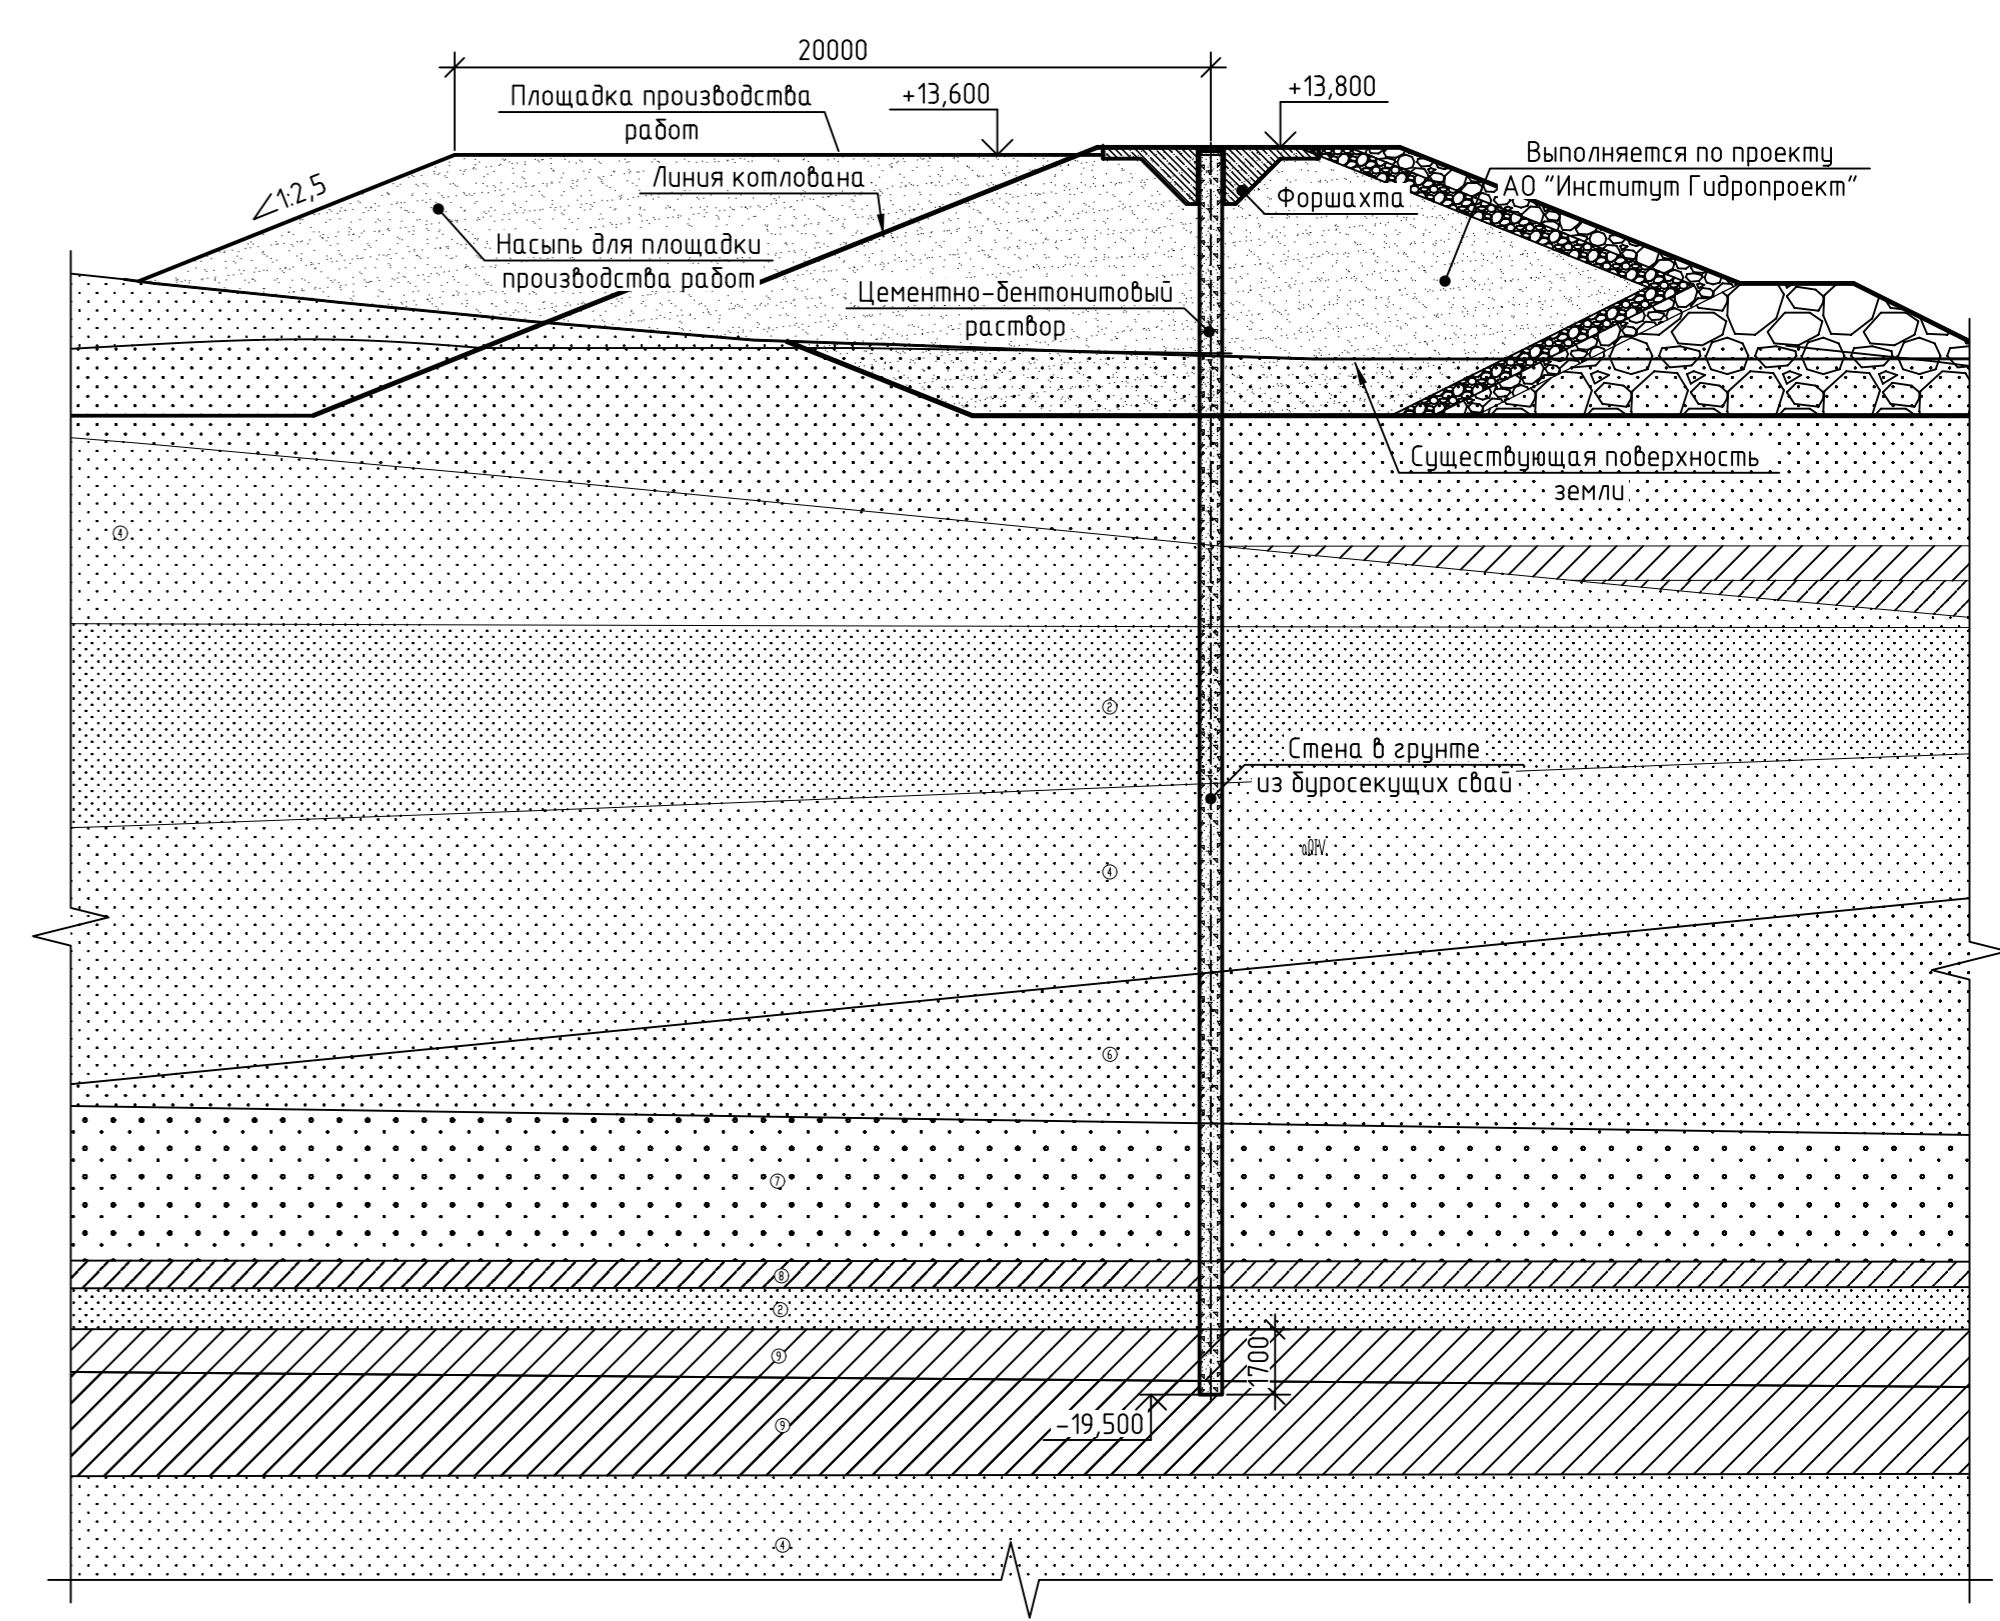 20000
+13,600
+13,800
Площадка производства
работ
Линия котлована
Выполняется по проекту
АО "Институт Гидропроект"
1:2,5
Форшахта
Насыпь для площадки
производства работ
Цементно-бентонитовый
раствор
Существующая поверхность
земли
4
2
Стена в грунте
из буросекущих свай
4
6
7
8
2
9
1700
9
-19,500
4